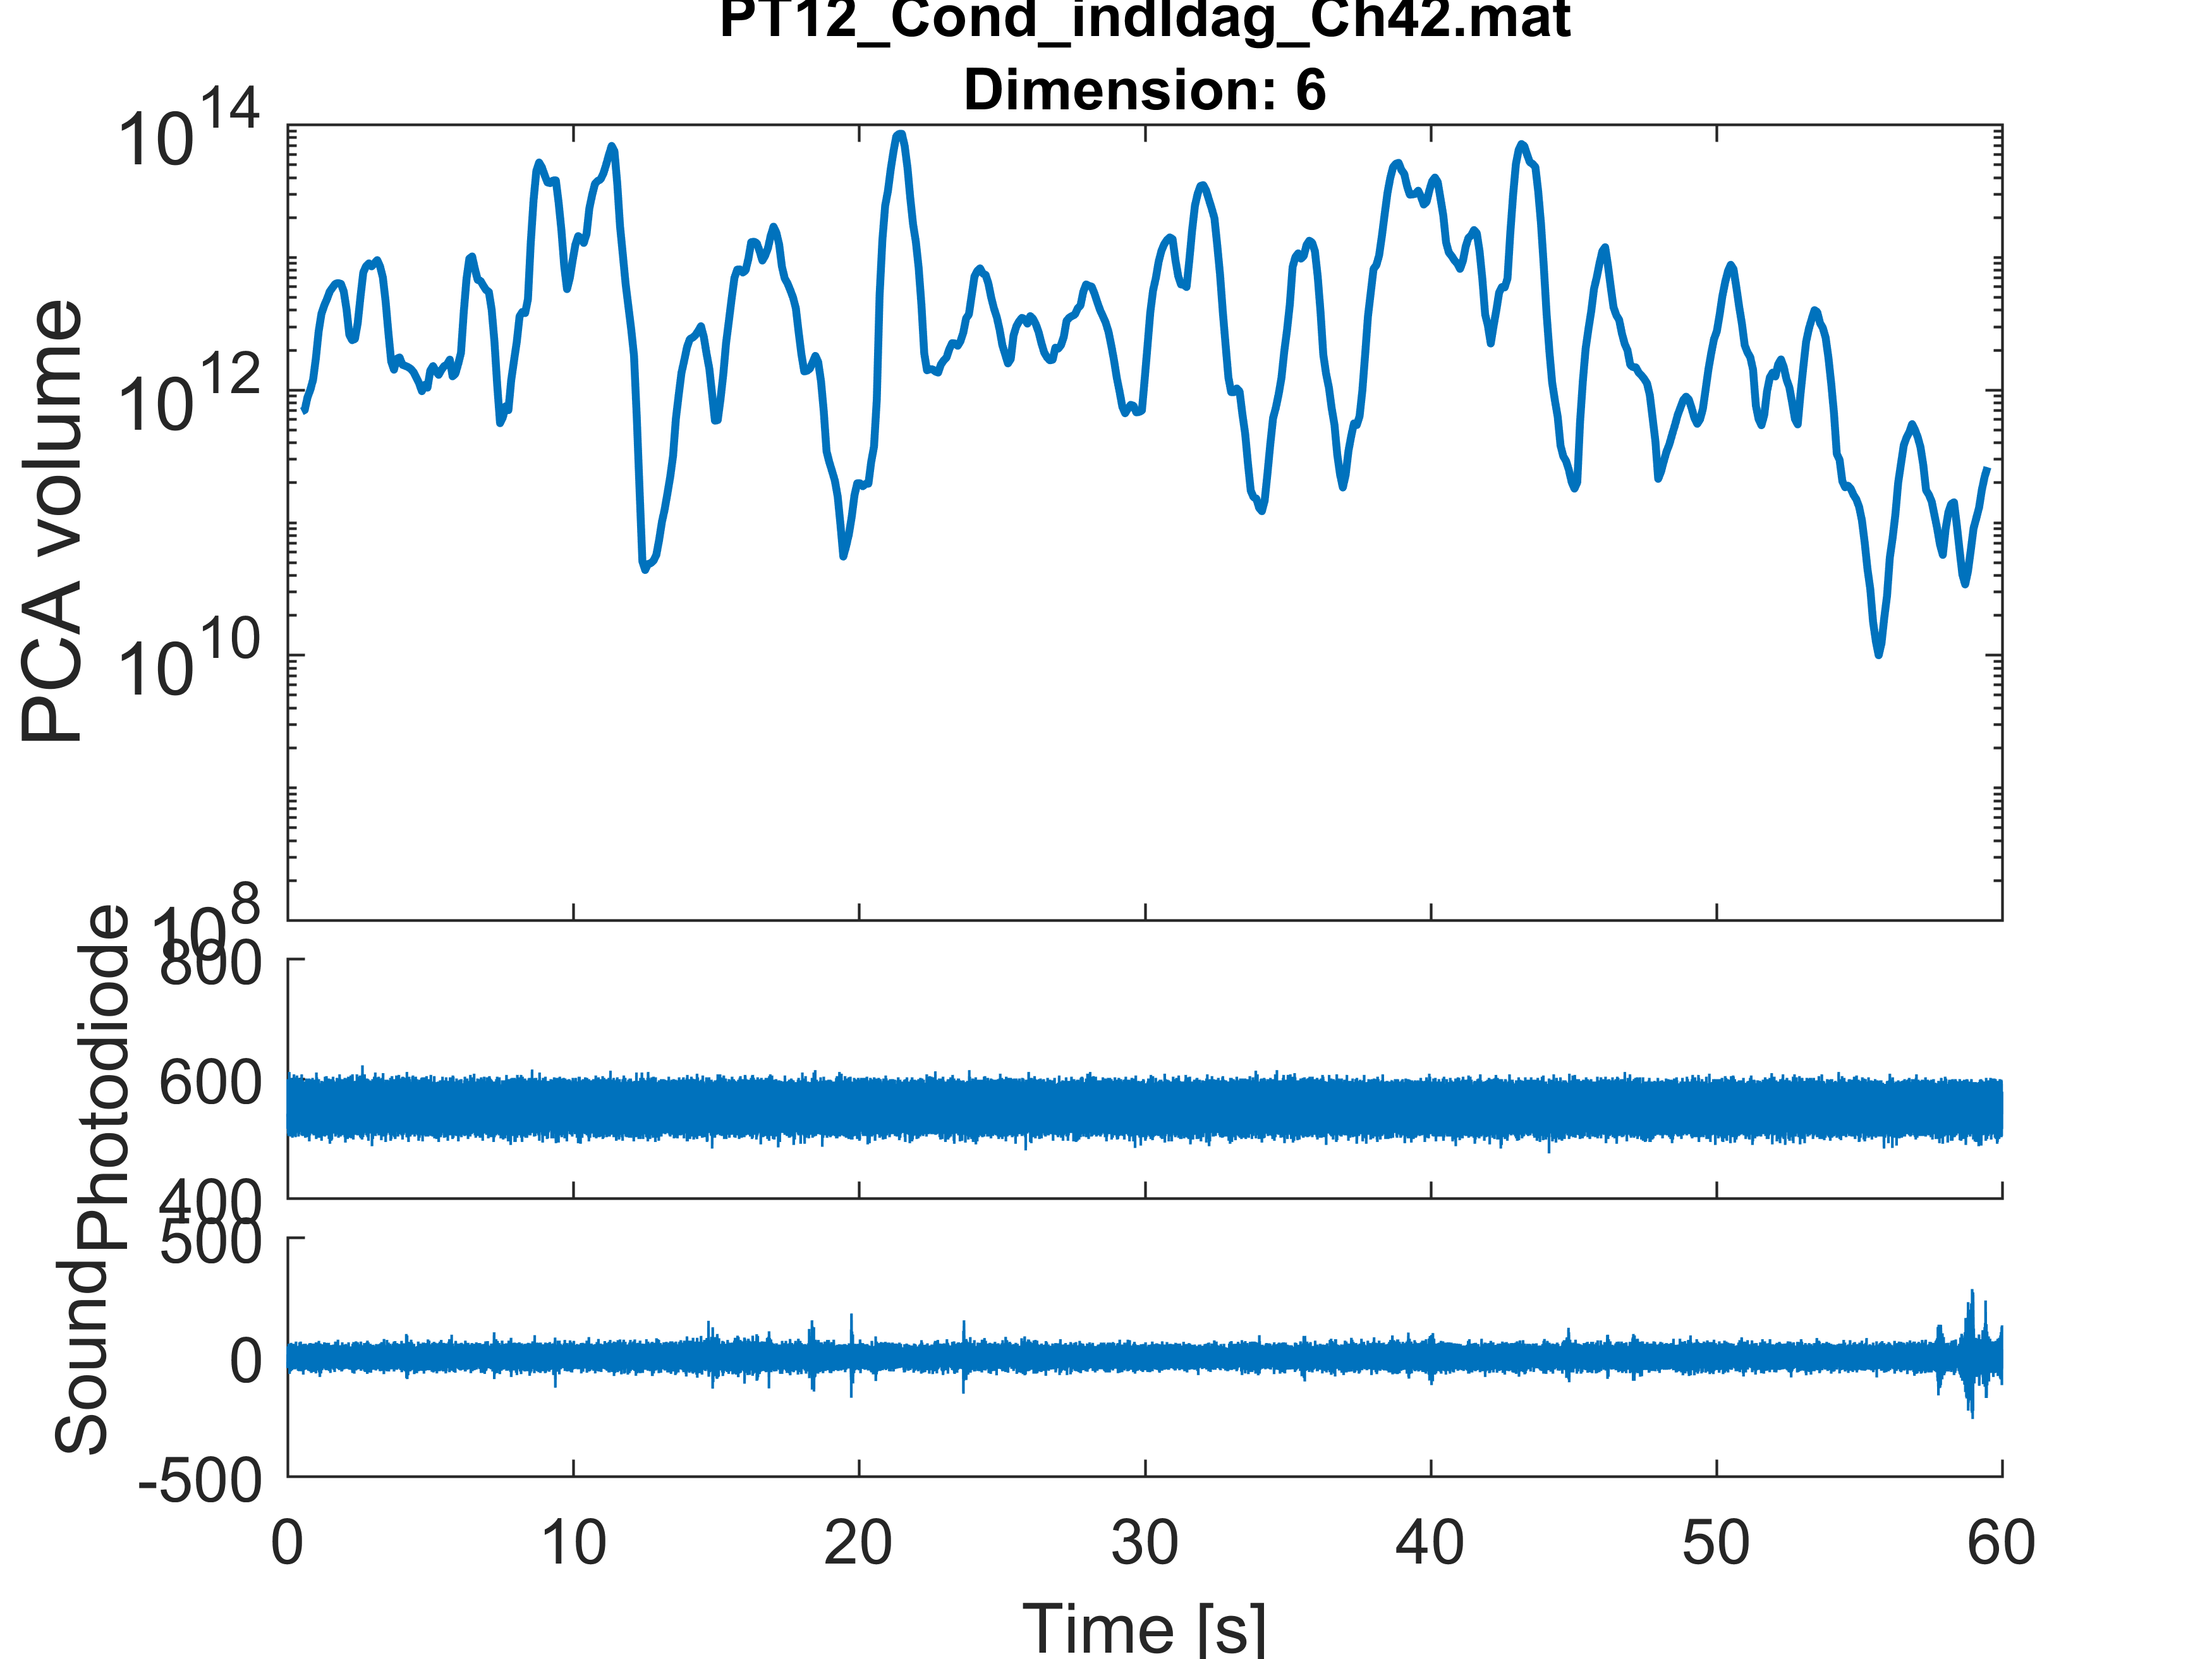 PT12_Cond_indIdag_Ch42.mat
Dimension: 6
10^14
10^12
10^10
10^8
PCA volume
800
600
400
Photodiode
500
0
-500
Sound
0 10 20 30 40 50 60
Time [s]